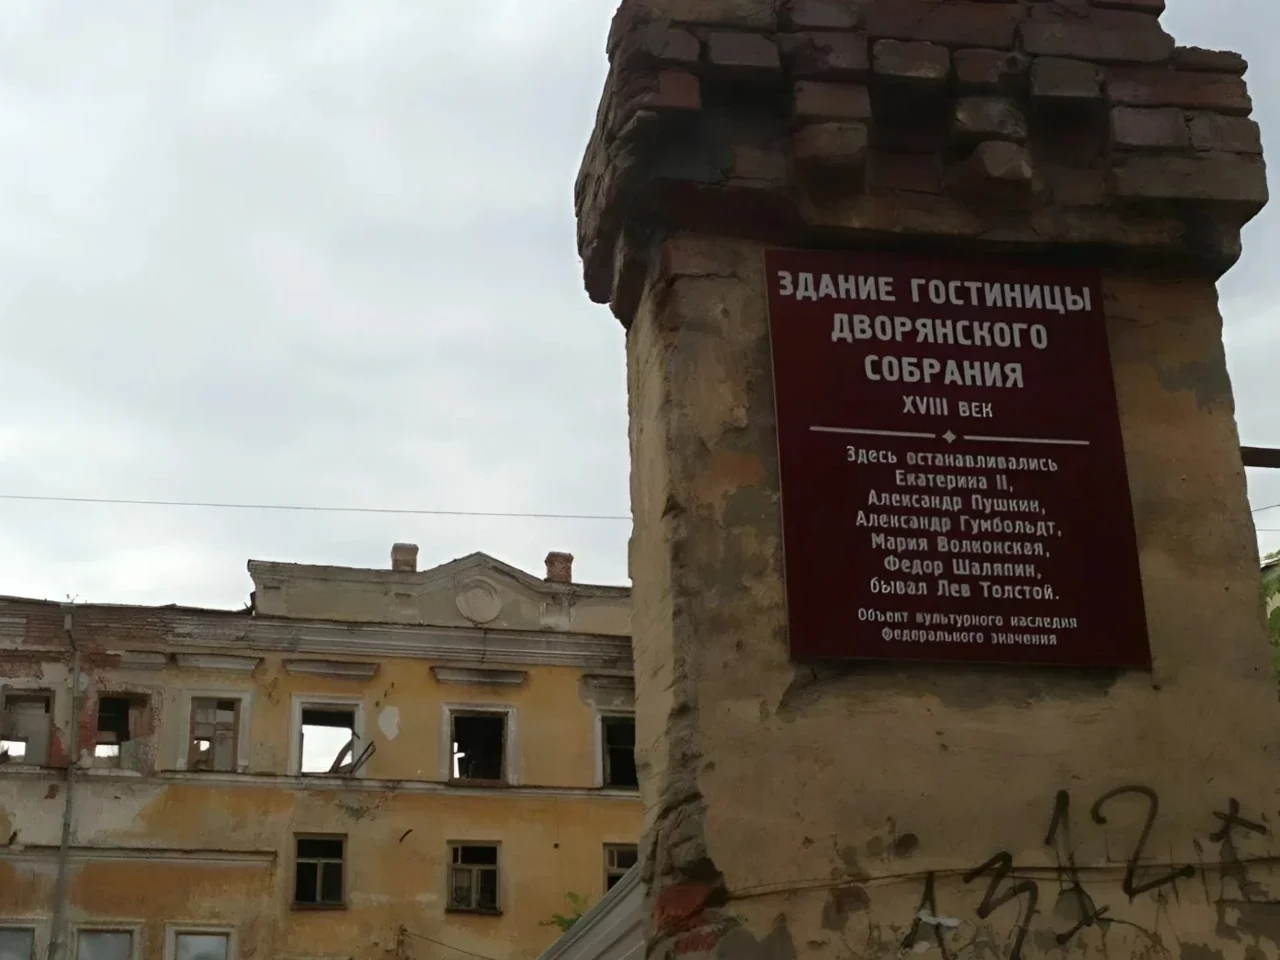 ЗДАНИЕ ГОСТИНИЦЫ
ДВОРЯНСКОГО
СОБРАНИЯ
XVIII ВЕК
Здесь останавливались
Екатерина II,
Александр Пушкин,
Александр Гумбольдт,
Мария Волконская,
Федор Шаляпин,
бывал Лев Толстой.
Объект культурного наследия
Федерального значения
1312